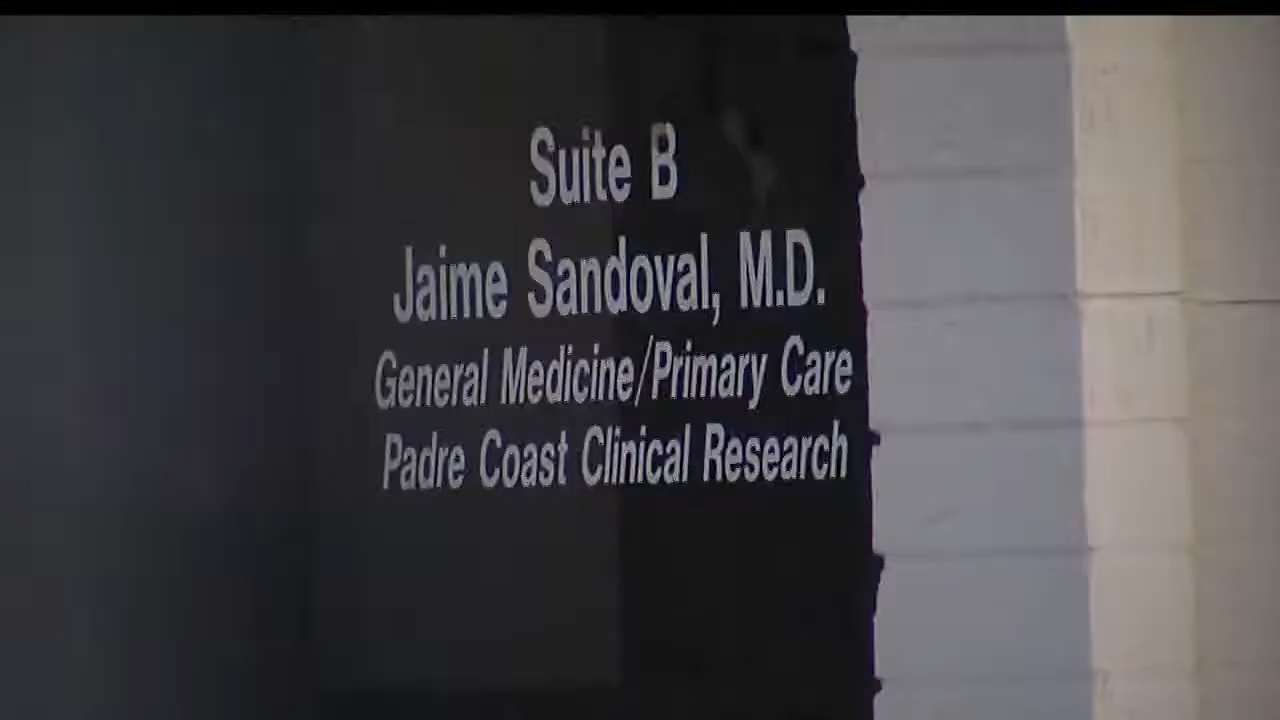 Suite B
Jaime Sandoval, M.D.
General Medicine/Primary Care
Padre Coast Clinical Research